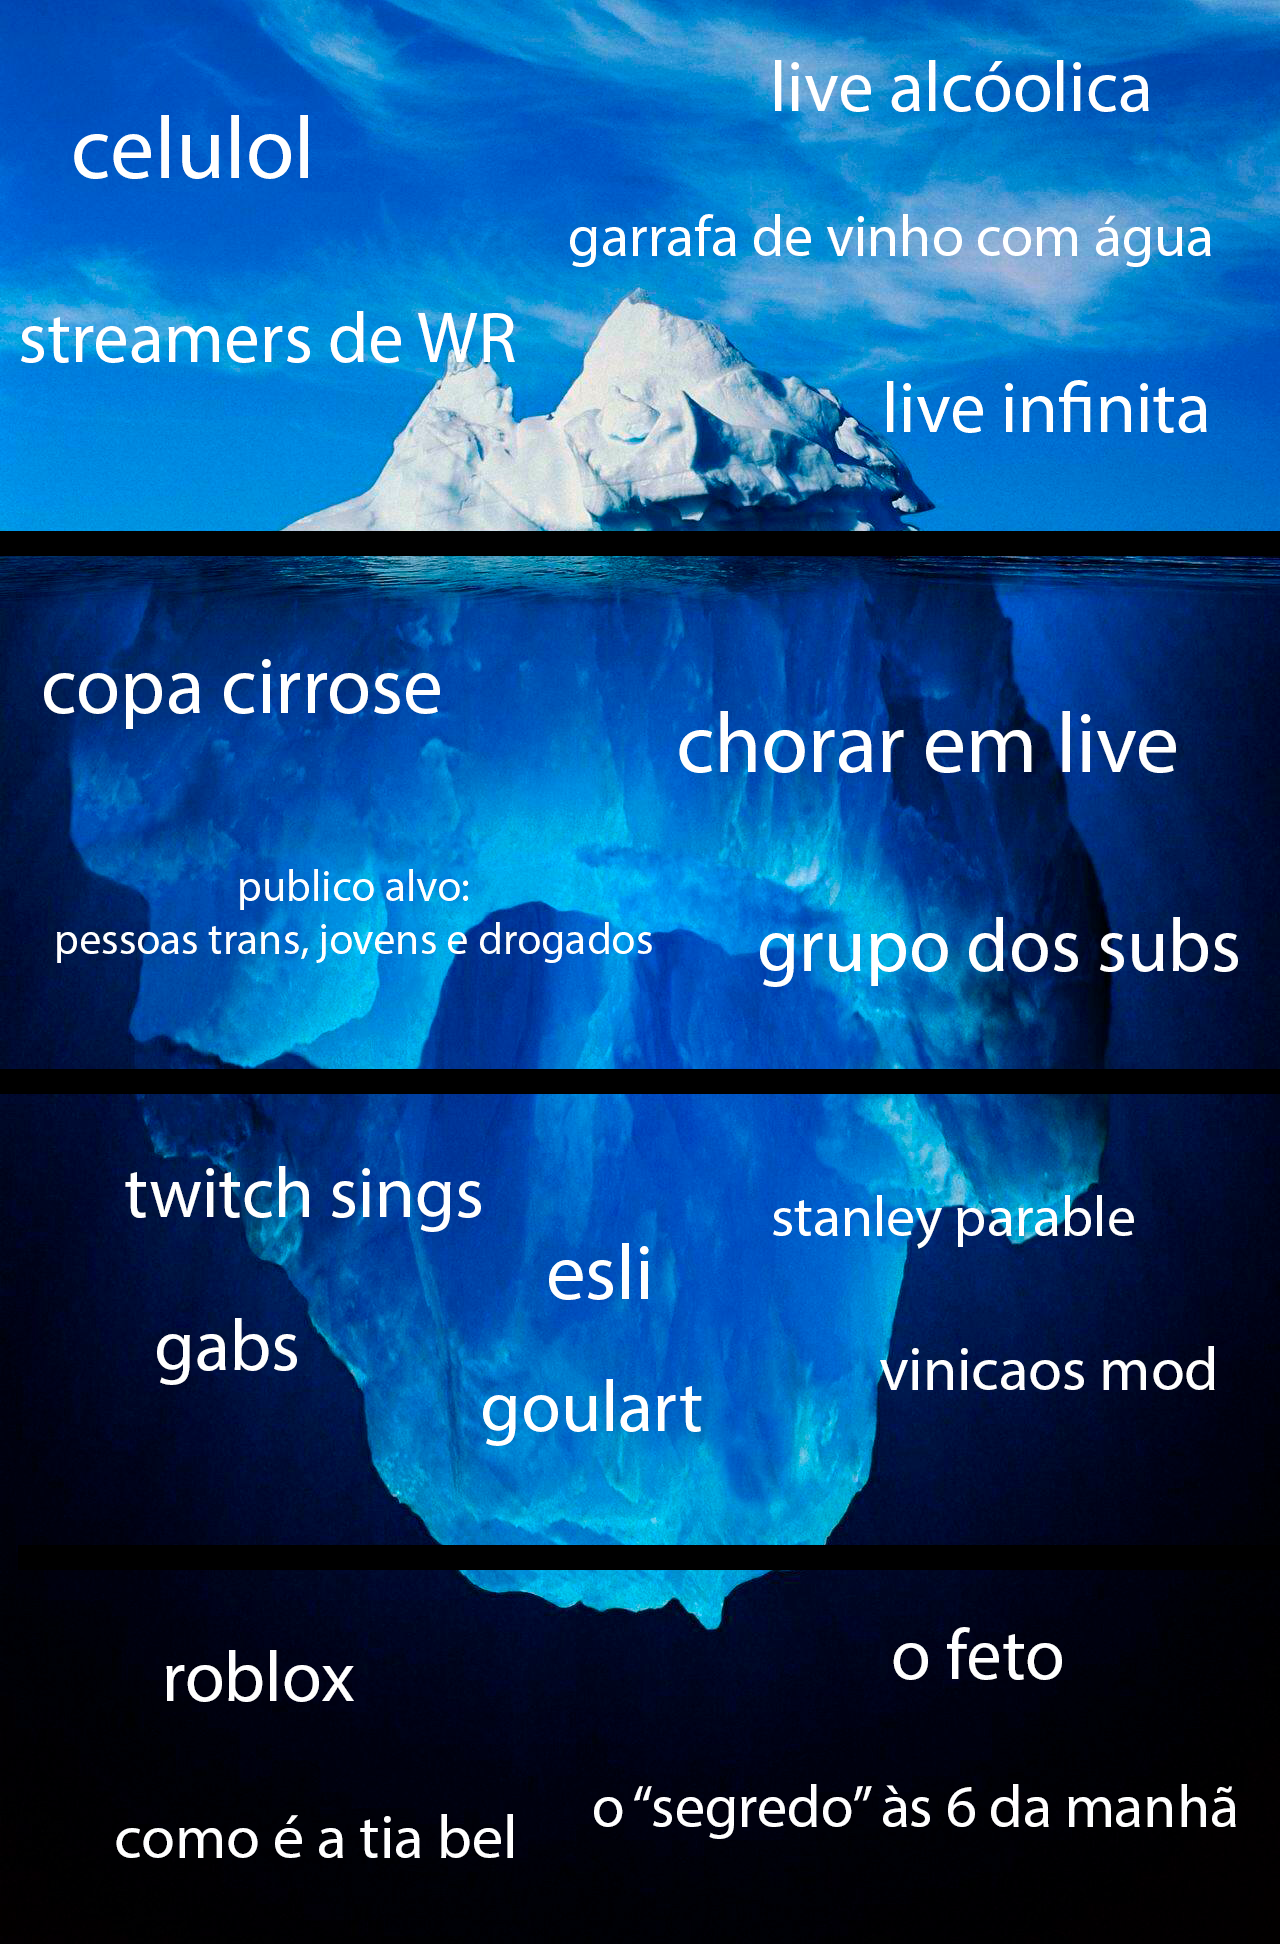 live alcóolica
celulol
garrafa de vinho com água
streamers de WR
live infinita
copa cirrose
chorar em live
publico alvo:
pessoas trans, jovens e drogados
grupo dos subs
twitch sings
stanley parable
esli
gabs
vinicaos mod
goulart
roblox
o feto
o “segredo” às 6 da manhã
como é a tia bel